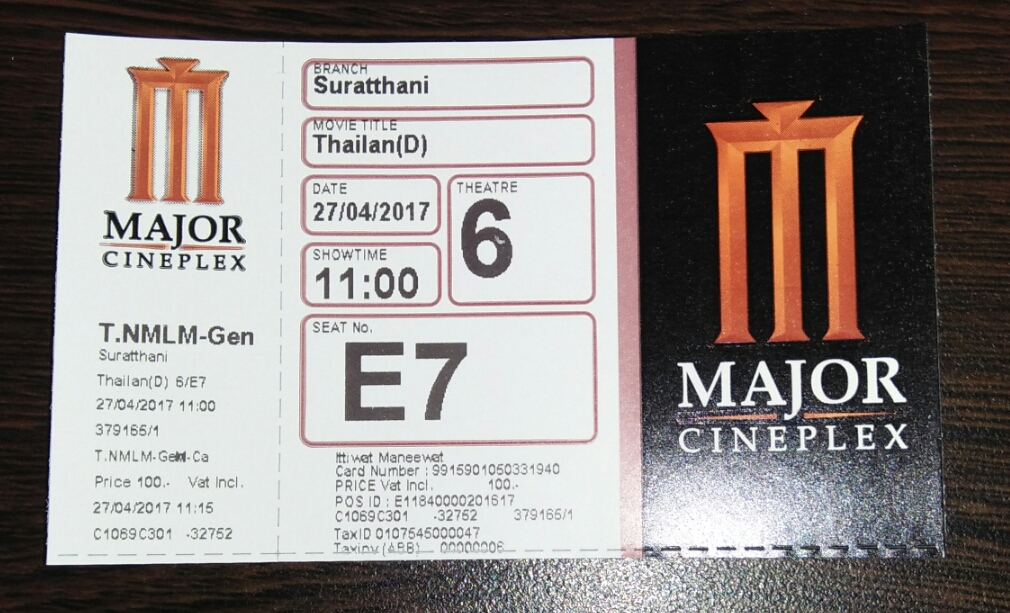 MAJOR
CINEPLEX
T.NMLM-Gen
Suratthani
Thailan(D) 6/E7
27/04/2017 11:00
379165/1
Price 100.- Vat Incl.
27/04/2017 11:15
C1069C301 -32752
BRANCH
Suratthani
MOVIE TITLE
Thailan(D)
DATE
27/04/2017
THEATRE
6
SHOWTIME
11:00
SEAT No.
E7
Ittiwat Maneewat
Card Number : 9915901050331940
PRICE Vat Incl. 100.-
POS ID : E11840000201617
C1069C301 -32752 379165/1
TaxID 0107545000047
Taxinv (ABB) 00000006
MAJOR
CINEPLEX